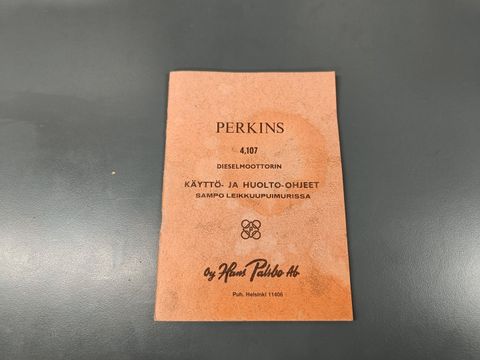 PERKINS
4,107
DIESELMOOTTORIN
KÄYTTÖ- JA HUOLTO-OHJEET
SAMPO LEIKKUUPUIMURISSA
Oy Hans Palsbo Ab
Puh. Helsinki 11406